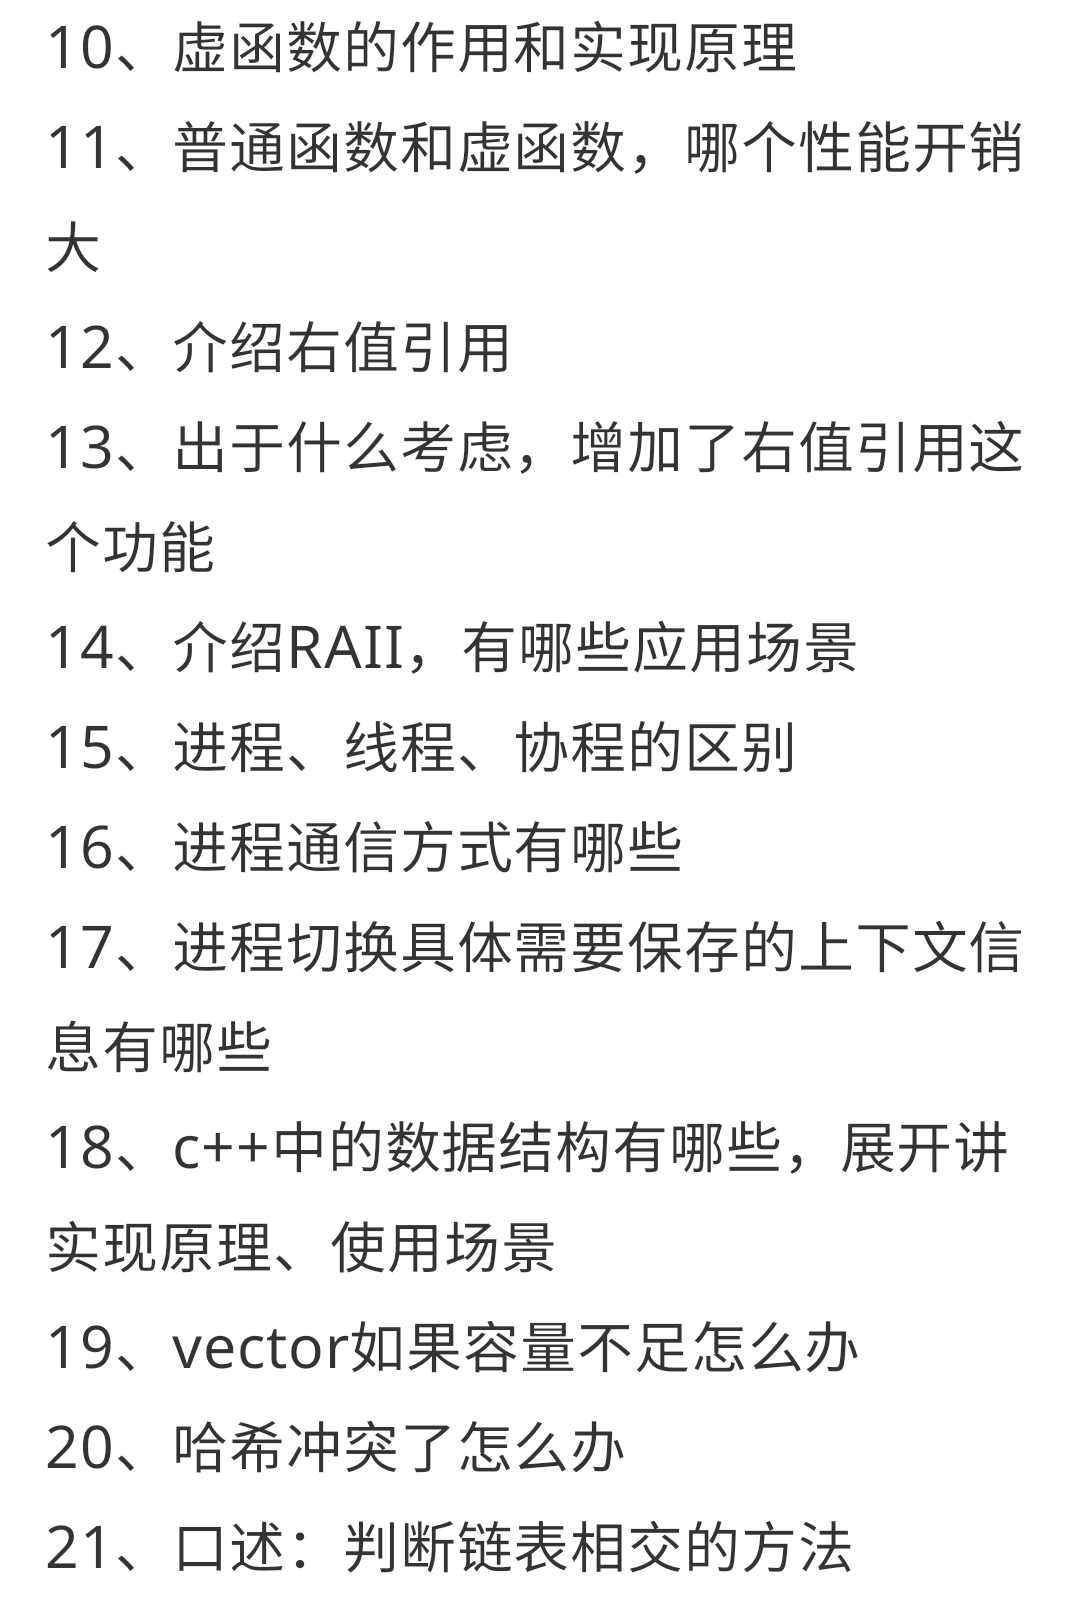 10、虚函数的作用和实现原理
11、普通函数和虚函数，哪个性能开销
大
12、介绍右值引用
13、出于什么考虑，增加了右值引用这
个功能
14、介绍RAII，有哪些应用场景
15、进程、线程、协程的区别
16、进程通信方式有哪些
17、进程切换具体需要保存的上下文信
息有哪些
18、c++中的数据结构有哪些，展开讲
实现原理、使用场景
19、vector如果容量不足怎么办
20、哈希冲突了怎么办
21、口述：判断链表相交的方法